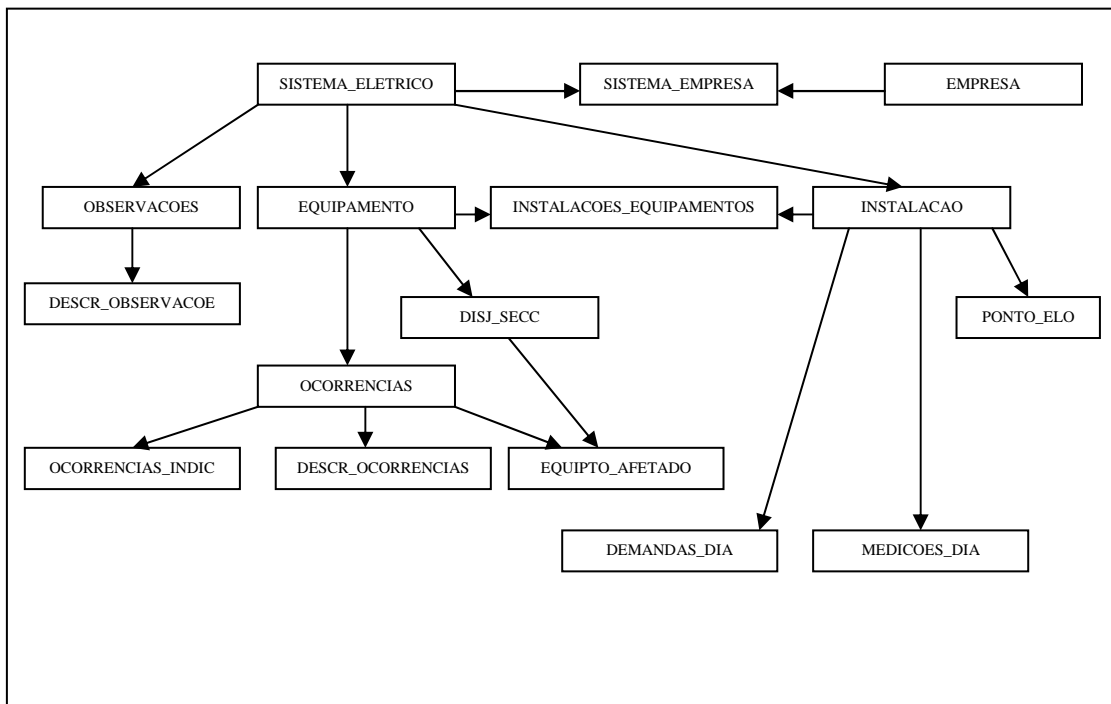 SISTEMA_ELETRICO
SISTEMA_EMPRESA
EMPRESA
OBSERVACOES
EQUIPAMENTO
INSTALACOES_EQUIPAMENTOS
INSTALACAO
DESCR_OBSERVACOE
DISJ_SECC
PONTO_ELO
OCORRENCIAS
OCORRENCIAS_INDIC
DESCR_OCORRENCIAS
EQUIPTO_AFETADO
DEMANDAS_DIA
MEDICOES_DIA